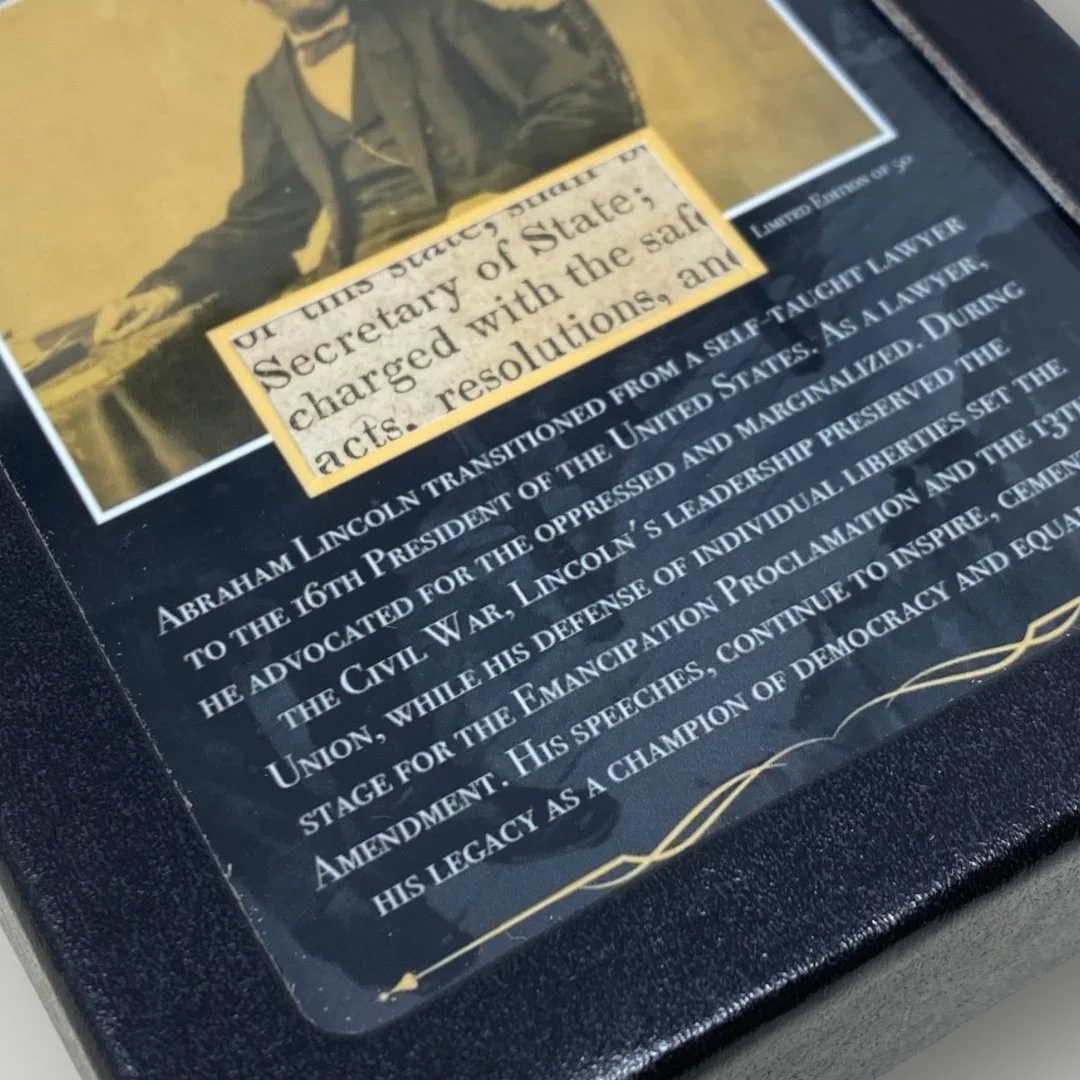 of this state, shall
Secretary of State;
charged with the safe
acts, resolutions, and
Limited Edition of 50
Abraham Lincoln transitioned from a self-taught lawyer
to the 16th President of the United States. As a lawyer,
he advocated for the oppressed and marginalized. During
the Civil War, Lincoln's leadership preserved the
Union, while his defense of individual liberties set the
stage for the Emancipation Proclamation and the 13t
Amendment. His speeches, continue to inspire, cemen
his legacy as a champion of democracy and equa